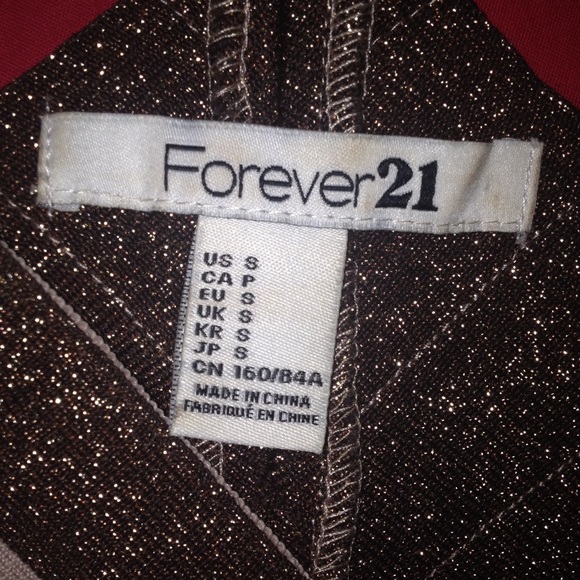 Forever21
US S
CA P
EU S
UK S
KR S
JP S
CN 160/84A
MADE IN CHINA
FABRIQUÉ EN CHINE